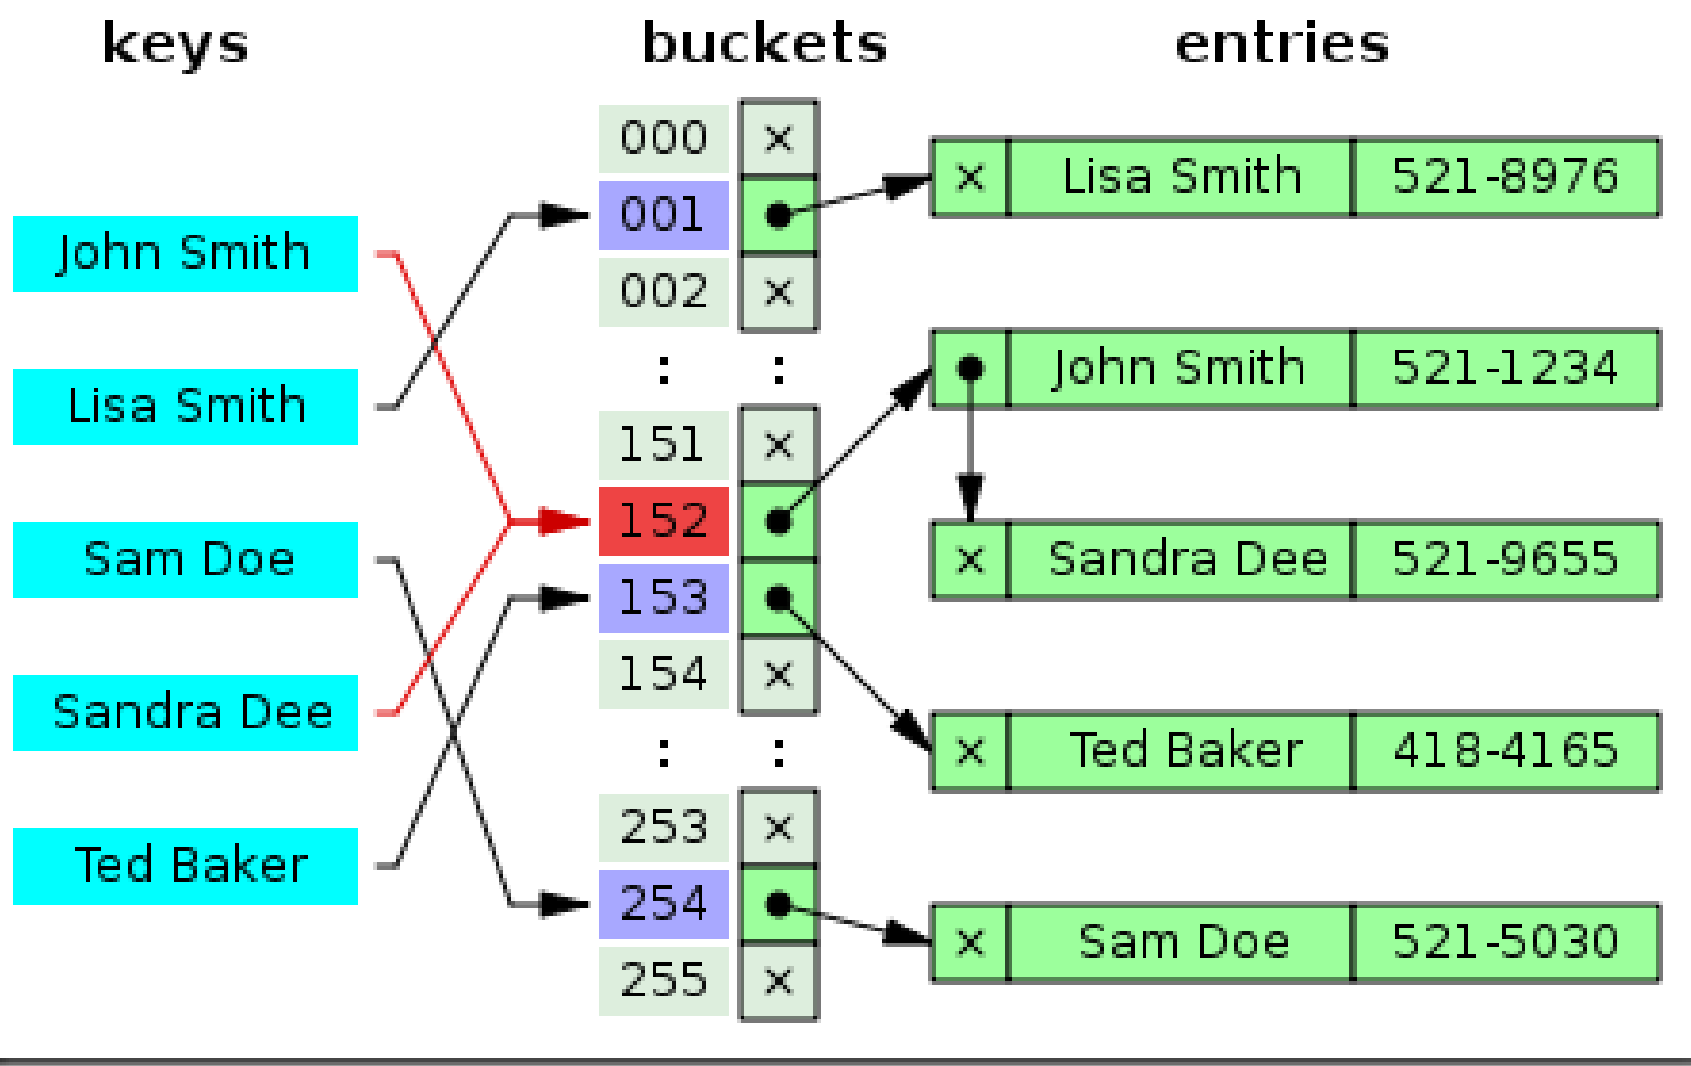 keys
buckets
entries
John Smith
Lisa Smith
Sam Doe
Sandra Dee
Ted Baker
000 ×
001
002 ×
: :
151 ×
152
153
154 ×
: :
253 ×
254
255 ×
× Lisa Smith 521-8976
John Smith 521-1234
× Sandra Dee 521-9655
× Ted Baker 418-4165
× Sam Doe 521-5030